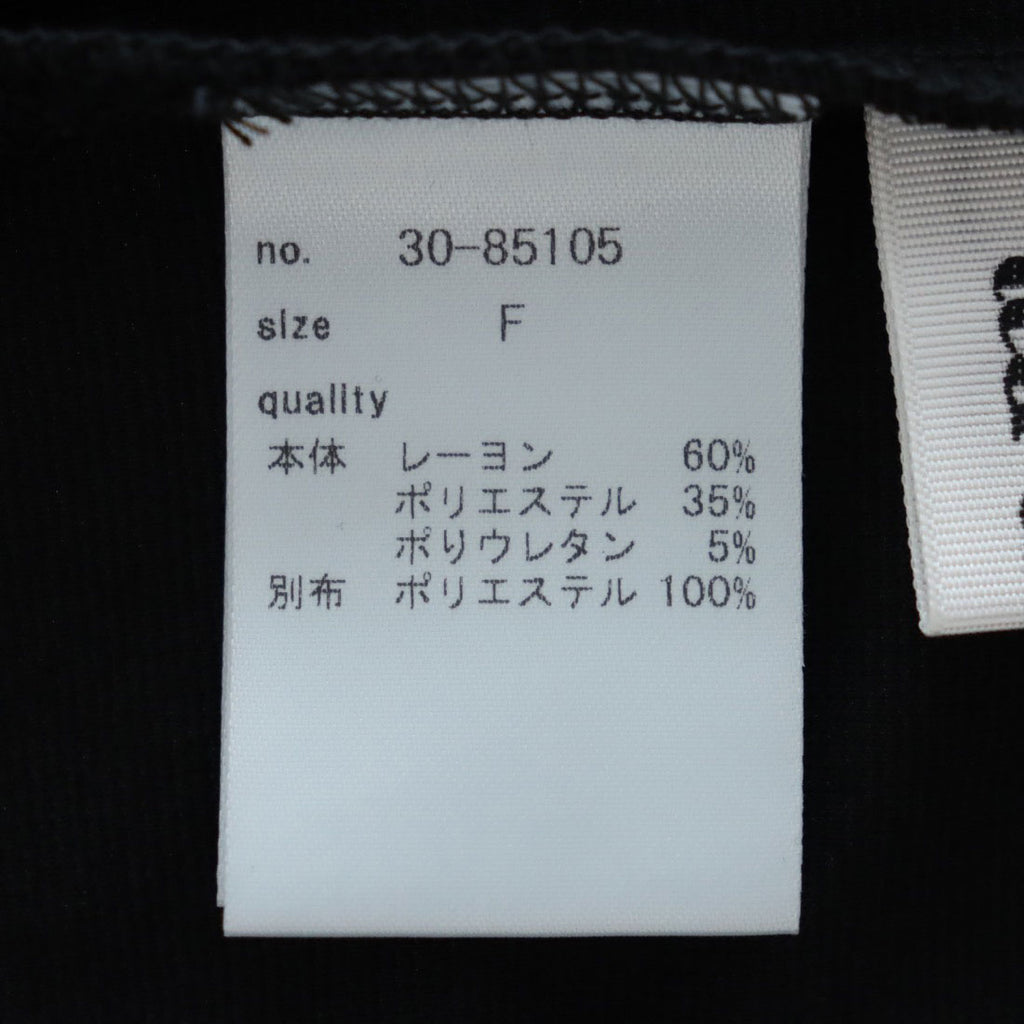 no. 30-85105
size F
quality
本体 レーヨン 60%
ポリエステル 35%
ポリウレタン 5%
別布 ポリエステル 100%